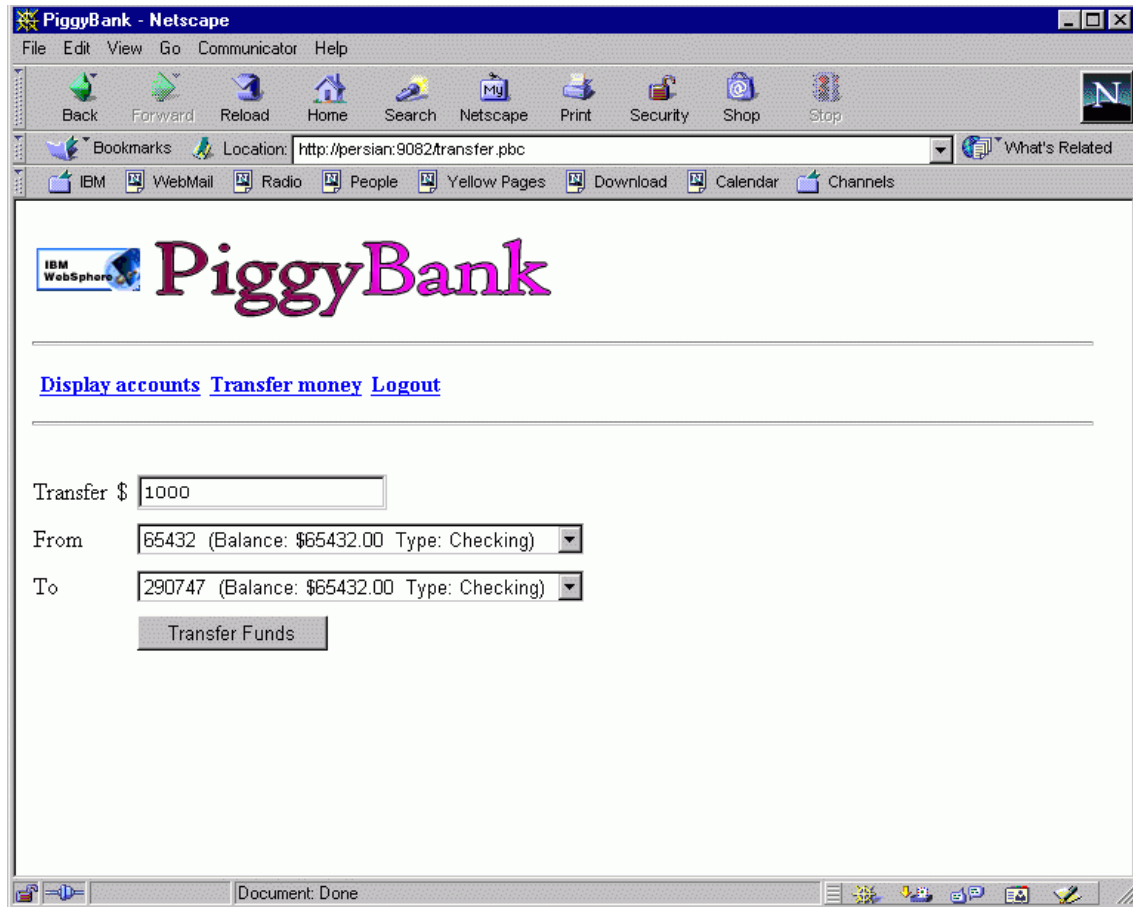 PiggyBank - Netscape
File Edit View Go Communicator Help
My N
Back Forward Reload Home Search Netscape Print Security Shop Stop
Bookmarks Location: http://persian:9082/transfer.pbc What's Related
IBM WebMail Radio People Yellow Pages Download Calendar Channels
IBM
WebSphere
PiggyBank
Display accounts Transfer money Logout
Transfer $ 1000
From 65432 (Balance: $65432.00 Type: Checking)
To 290747 (Balance: $65432.00 Type: Checking)
Transfer Funds
Document: Done